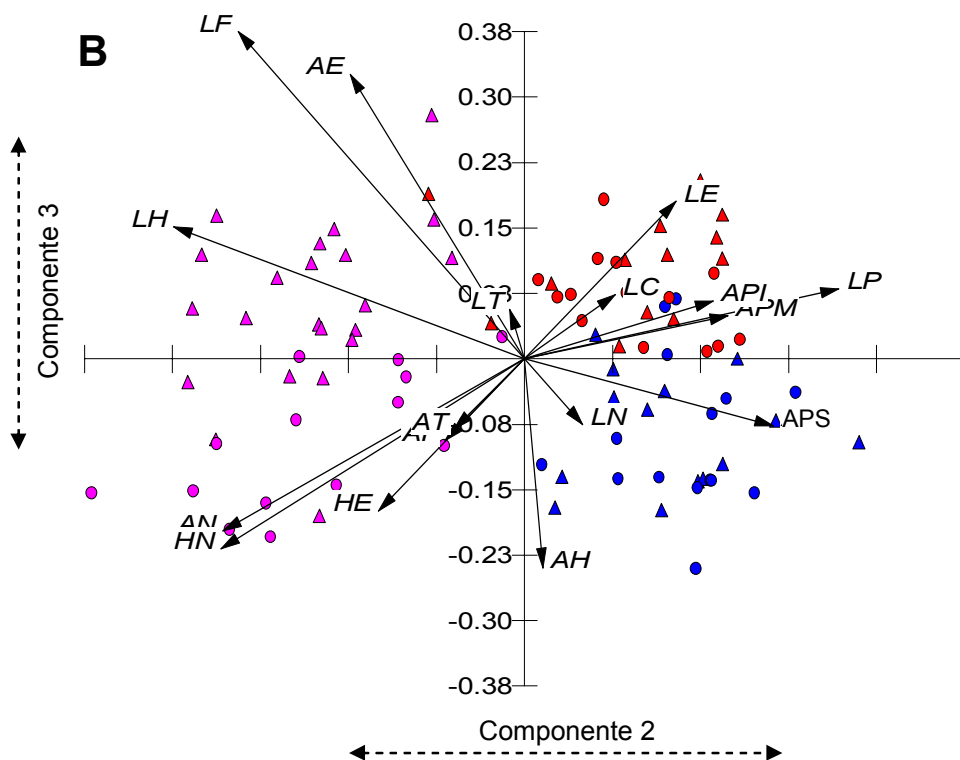 B
LF
0.38
AE
0.30
0.23
LE
LH
0.15
Componente 3
LC
API
LP
LT
APM
LN
APS
AT
-0.08
HE
-0.15
AN
HN
-0.23
AH
-0.30
-0.38
Componente 2